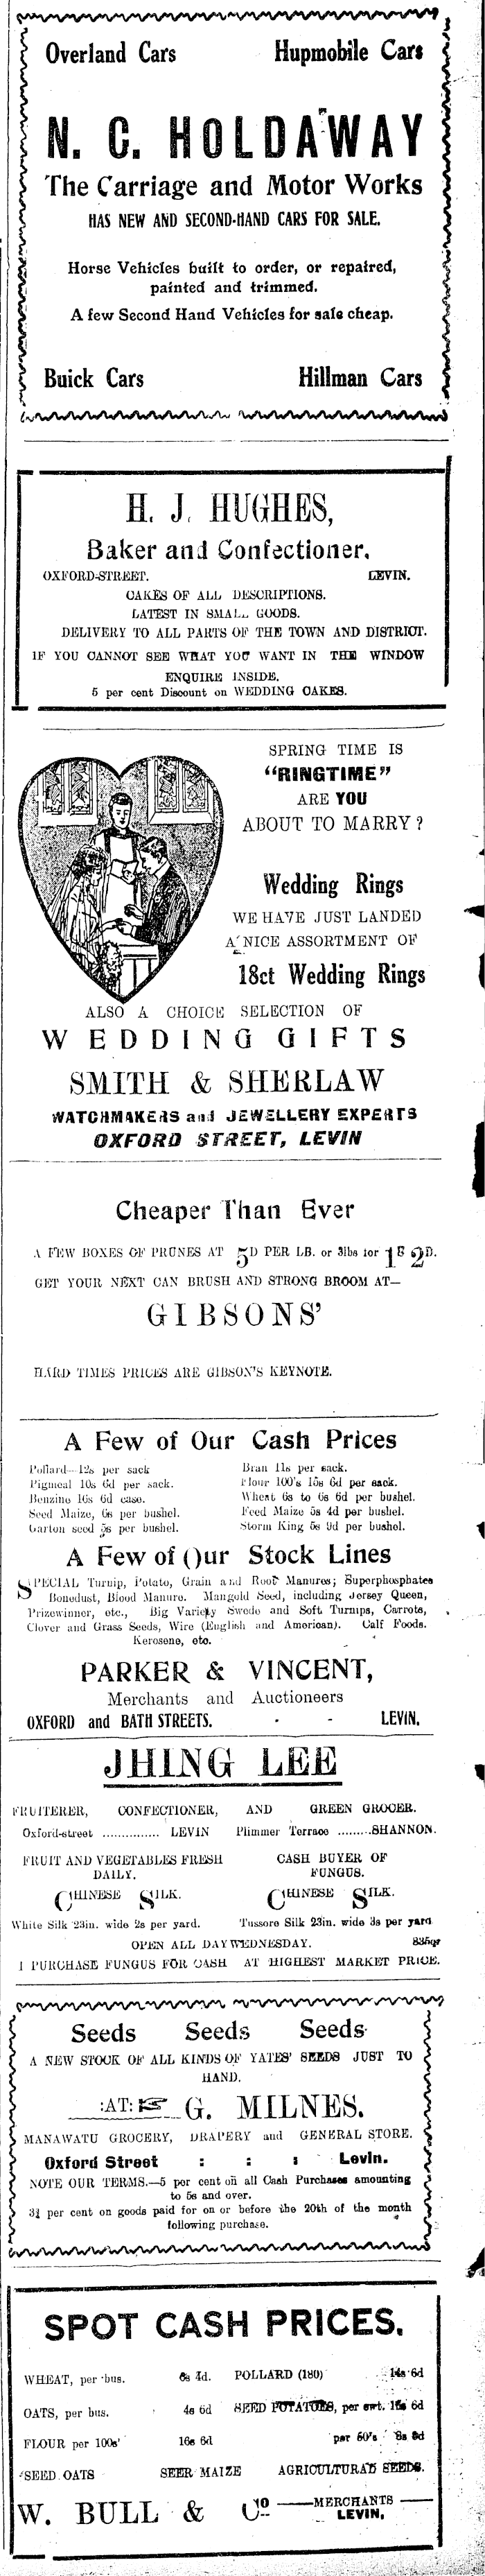 Overland Cars Hupmobile Cars
N. C. HOLDAWAY
The Carriage and Motor Works
HAS NEW AND SECOND-HAND CARS FOR SALE.
Horse Vehicles built to order, or repaired,
painted and trimmed.
A few Second Hand Vehicles for sale cheap.
Buick Cars Hillman Cars
H. J. HUGHES,
Baker and Confectioner,
OXFORD-STREET. LEVIN.
CAKES OF ALL DESCRIPTIONS.
LATEST IN SMALL GOODS.
DELIVERY TO ALL PARTS OF THE TOWN AND DISTRICT.
IF YOU CANNOT SEE WHAT YOU WANT IN THE WINDOW
ENQUIRE INSIDE.
5 per cent Discount on WEDDING CAKES.
SPRING TIME IS
"RINGTIME"
ARE YOU
ABOUT TO MARRY?
Wedding Rings
WE HAVE JUST LANDED
A NICE ASSORTMENT OF
18ct Wedding Rings
ALSO A CHOICE SELECTION OF
WEDDING GIFTS
SMITH & SHERLAW
WATCHMAKERS and JEWELLERY EXPERTS
OXFORD STREET, LEVIN
Cheaper Than Ever
A FEW BOXES OF PRUNES AT 5D PER LB. or 3lbs for 1S 2D.
GET YOUR NEXT CAN BRUSH AND STRONG BROOM AT—
GIBSONS'
HARD TIMES PRICES ARE GIBSON'S KEYNOTE.
A Few of Our Cash Prices
Pollard—12s per sack Bran 11s per sack.
Pigmeal 10s 6d per sack. Flour 100's 15s 6d per sack.
Benzine 16s 6d case. Wheat 6s to 6s 6d per bushel.
Seed Maize, 6s per bushel. Feed Maize 5s 4d per bushel.
Garton seed 5s per bushel. Storm King 5s 9d per bushel.
A Few of Our Stock Lines
SPECIAL Turnip, Potato, Grain and Root Manures; Superphosphates
Bonedust, Blood Manure. Mangold Seed, including Jersey Queen,
Prizewinner, etc., Big Variety Swede and Soft Turnips, Carrots,
Clover and Grass Seeds, Wire (English and American). Calf Foods.
Kerosene, etc.
PARKER & VINCENT,
Merchants and Auctioneers
OXFORD and BATH STREETS. - - LEVIN.
JHING LEE
FRUITERER, CONFECTIONER, AND GREEN GROCER.
Oxford-street ............... LEVIN Plimmer Terrace .........SHANNON.
FRUIT AND VEGETABLES FRESH DAILY.
CASH BUYER OF FUNGUS.
CHINESE SILK. CHINESE SILK.
White Silk 23in. wide 2s per yard. Tussore Silk 23in. wide 3s per yard
OPEN ALL DAY WEDNESDAY. 835qr
I PURCHASE FUNGUS FOR CASH AT HIGHEST MARKET PRICE.
Seeds Seeds Seeds
A NEW STOCK OF ALL KINDS OF YATES' SEEDS JUST TO
HAND.
:AT: G. MILNES.
MANAWATU GROCERY, DRAPERY and GENERAL STORE.
Oxford Street : : : Levin.
NOTE OUR TERMS.—5 per cent on all Cash Purchases amounting
to 5s and over.
3¾ per cent on goods paid for on or before the 20th of the month
following purchase.
SPOT CASH PRICES.
WHEAT, per bus. 6s 4d. POLLARD (180) 14s 6d
OATS, per bus. 4s 6d SEED POTATOES, per cwt. 6d
FLOUR per 100s' 16s 6d per 50's
SEED OATS SEER MAIZE AGRICULTURAL SEEDS.
W. BULL & Co —MERCHANTS—
LEVIN,